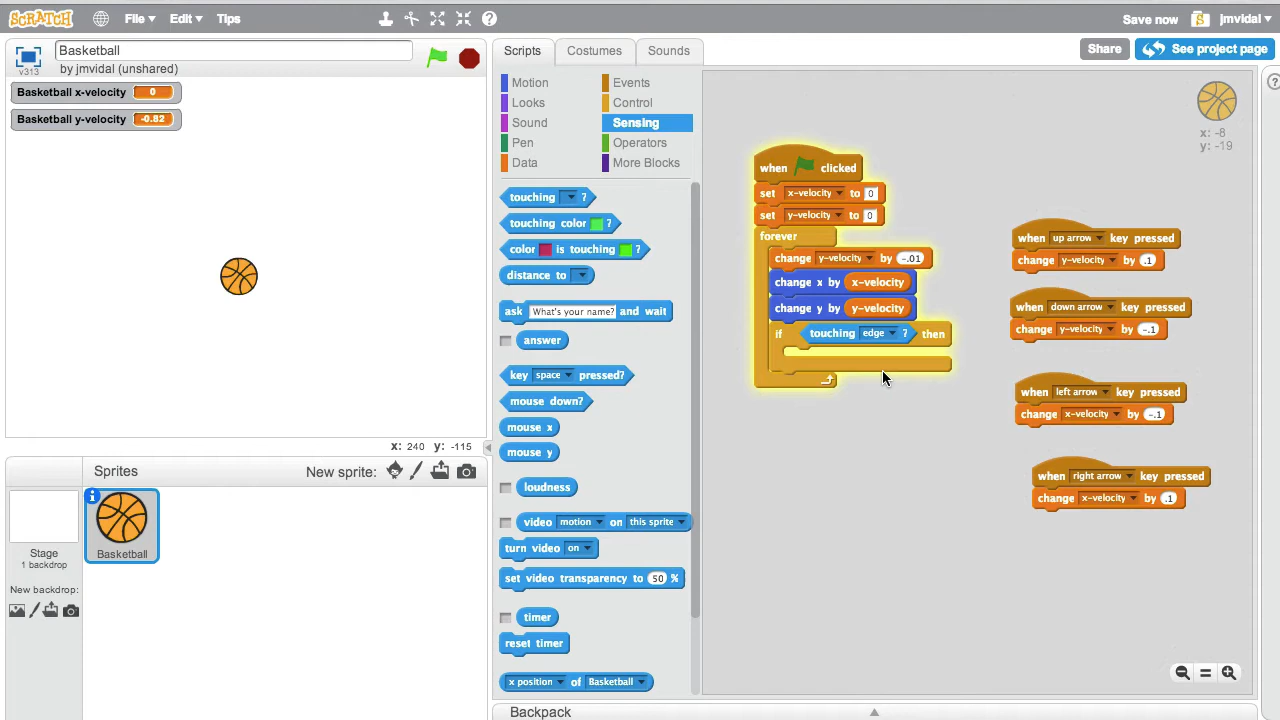 SCRATCH File Edit Tips Save now jmvidal
v313
Basketball
by jmvidal (unshared)
Basketball x-velocity 0
Basketball y-velocity -0.82
x: 240 y: -115
Sprites New sprite:
Stage
1 backdrop
New backdrop:
Basketball
Scripts Costumes Sounds
Share See project page
Motion Events
Looks Control
Sound Sensing
Pen Operators
Data More Blocks
touching ?
touching color ?
color is touching ?
distance to
ask What's your name? and wait
answer
key space pressed?
mouse down?
mouse x
mouse y
loudness
video motion on this sprite
turn video on
set video transparency to 50 %
timer
reset timer
x position of Basketball
x: -8
y: -19
when clicked
set x-velocity to 0
set y-velocity to 0
forever
change y-velocity by -.01
change x by x-velocity
change y by y-velocity
if touching edge ? then
when up arrow key pressed
change y-velocity by .1
when down arrow key pressed
change y-velocity by -.1
when left arrow key pressed
change x-velocity by -.1
when right arrow key pressed
change x-velocity by .1
Backpack